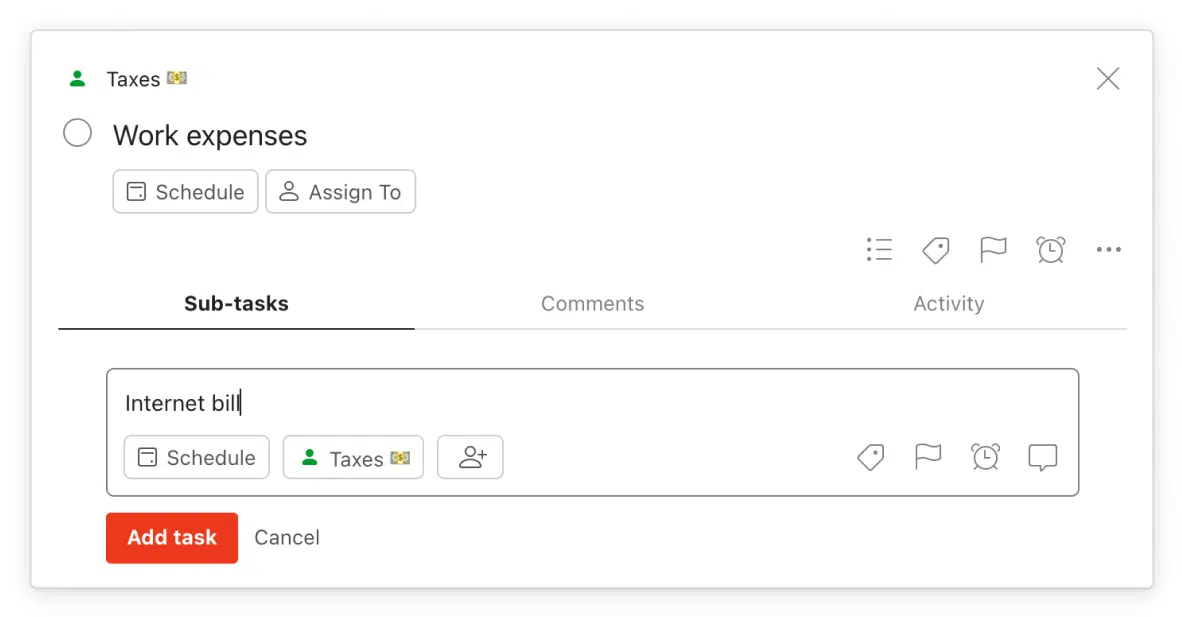 Taxes 💵
Work expenses
Schedule Assign To
Sub-tasks Comments Activity
Internet bill
Schedule Taxes 💵
Add task Cancel